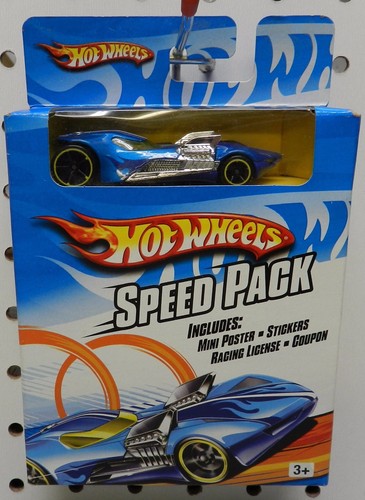 HOT WHEELS
HOT WHEELS
SPEED PACK
INCLUDES:
MINI POSTER ▪ STICKERS
RACING LICENSE ▪ COUPON
3+